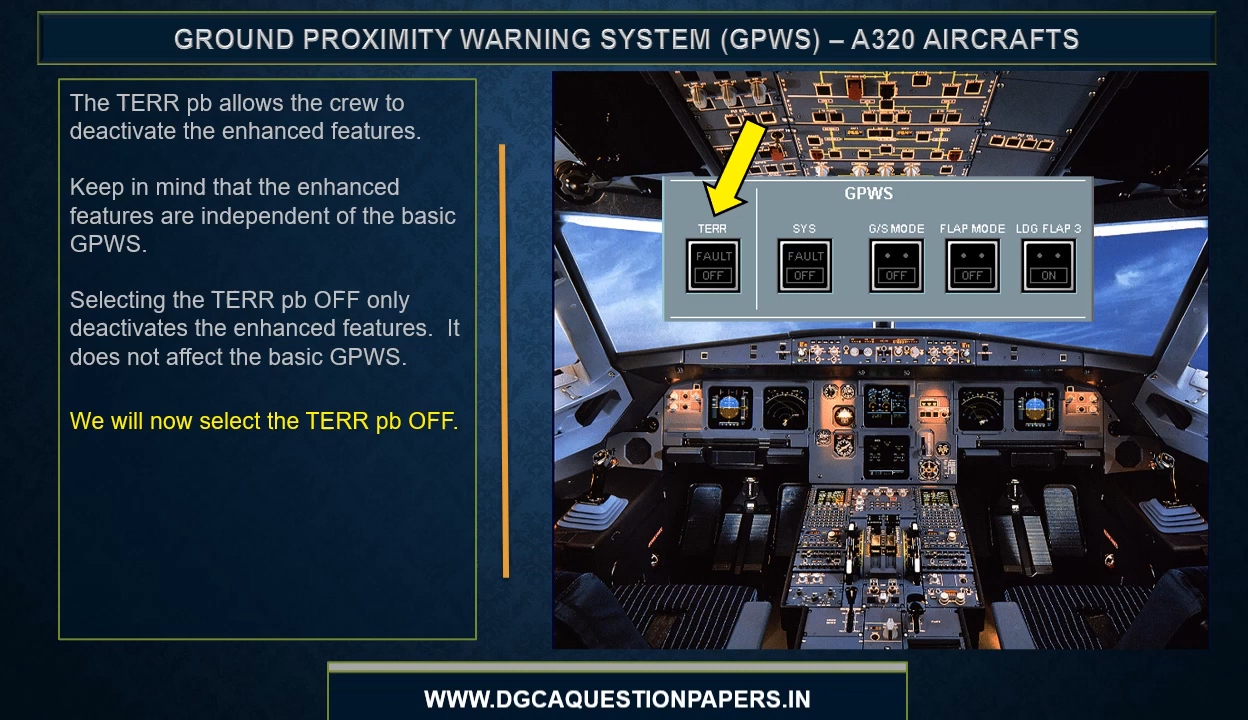 GROUND PROXIMITY WARNING SYSTEM (GPWS) – A320 AIRCRAFTS
The TERR pb allows the crew to
deactivate the enhanced features.
Keep in mind that the enhanced
features are independent of the basic
GPWS.
Selecting the TERR pb OFF only
deactivates the enhanced features.  It
does not affect the basic GPWS.
We will now select the TERR pb OFF.
GPWS
TERR SYS G/S MODE FLAP MODE LDG FLAP 3
FAULT FAULT
OFF OFF OFF OFF ON
WWW.DGCAQUESTIONPAPERS.IN